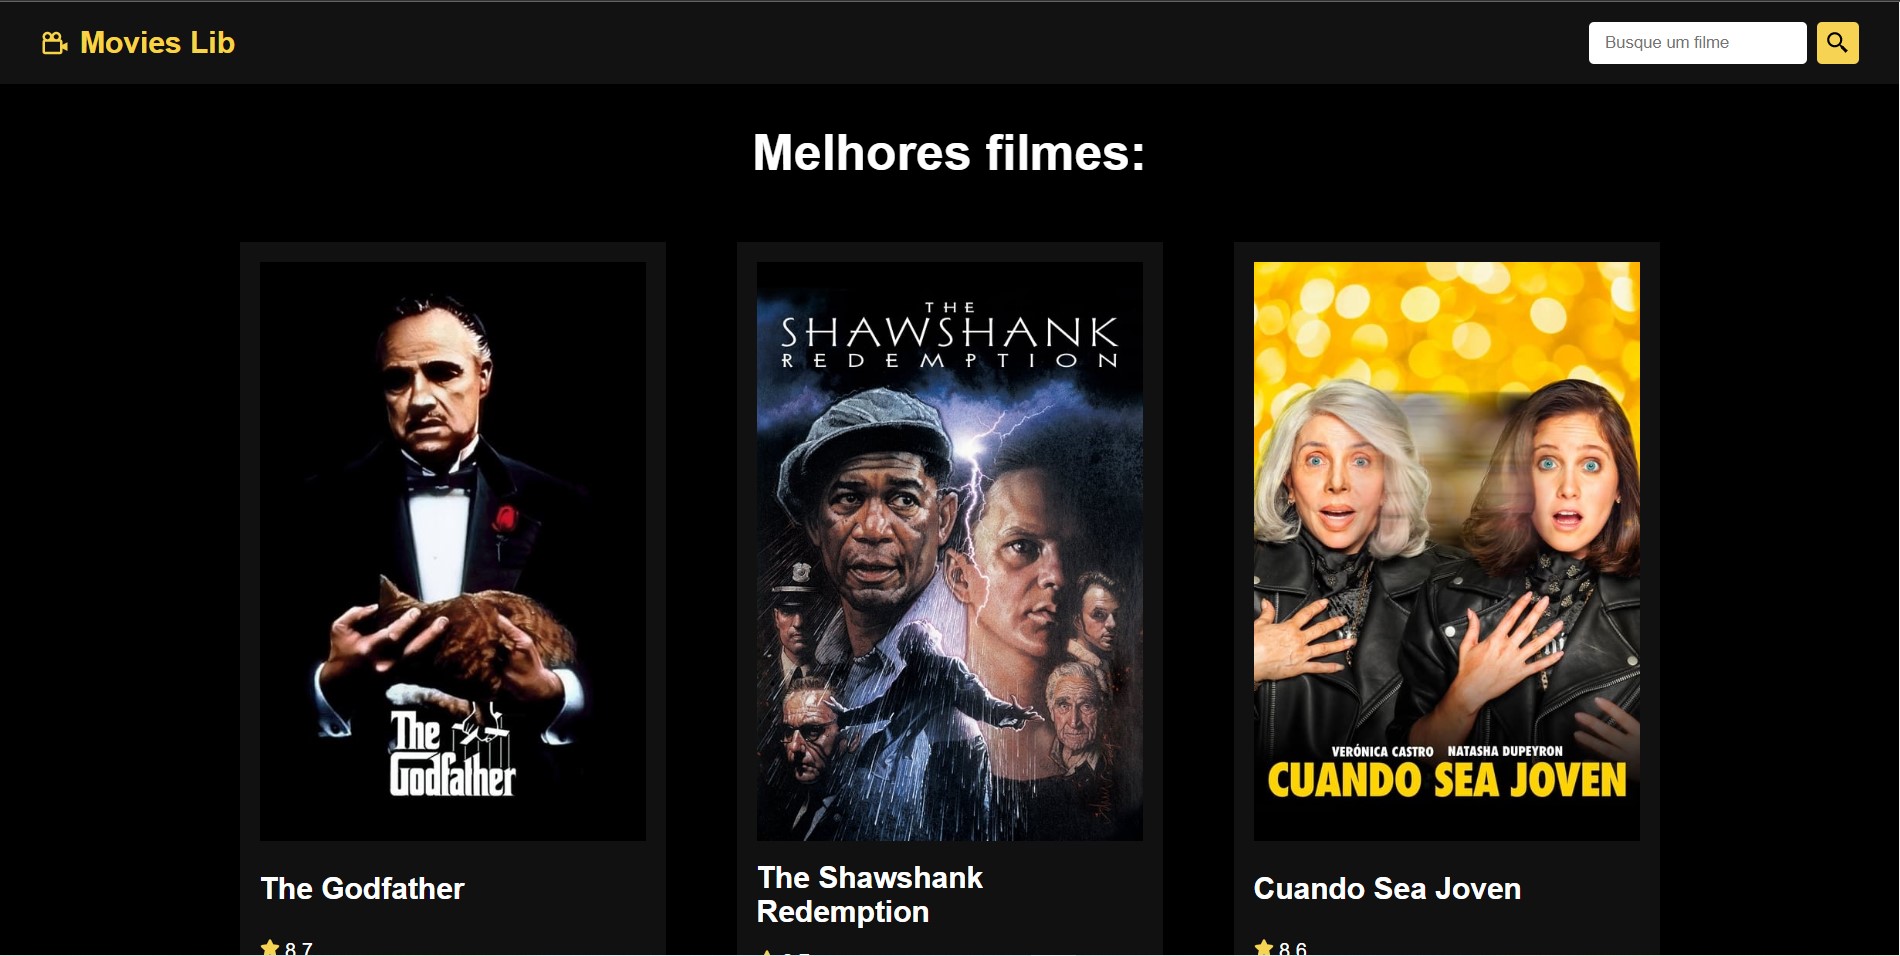 Movies Lib
Busque um filme
Melhores filmes:
The
Godfather
THE
SHAWSHANK
REDEMPTION
VERÓNICA CASTRO NATASHA DUPEYRON
CUANDO SEA JOVEN
The Godfather
The Shawshank
Redemption
Cuando Sea Joven
8.7
8.6